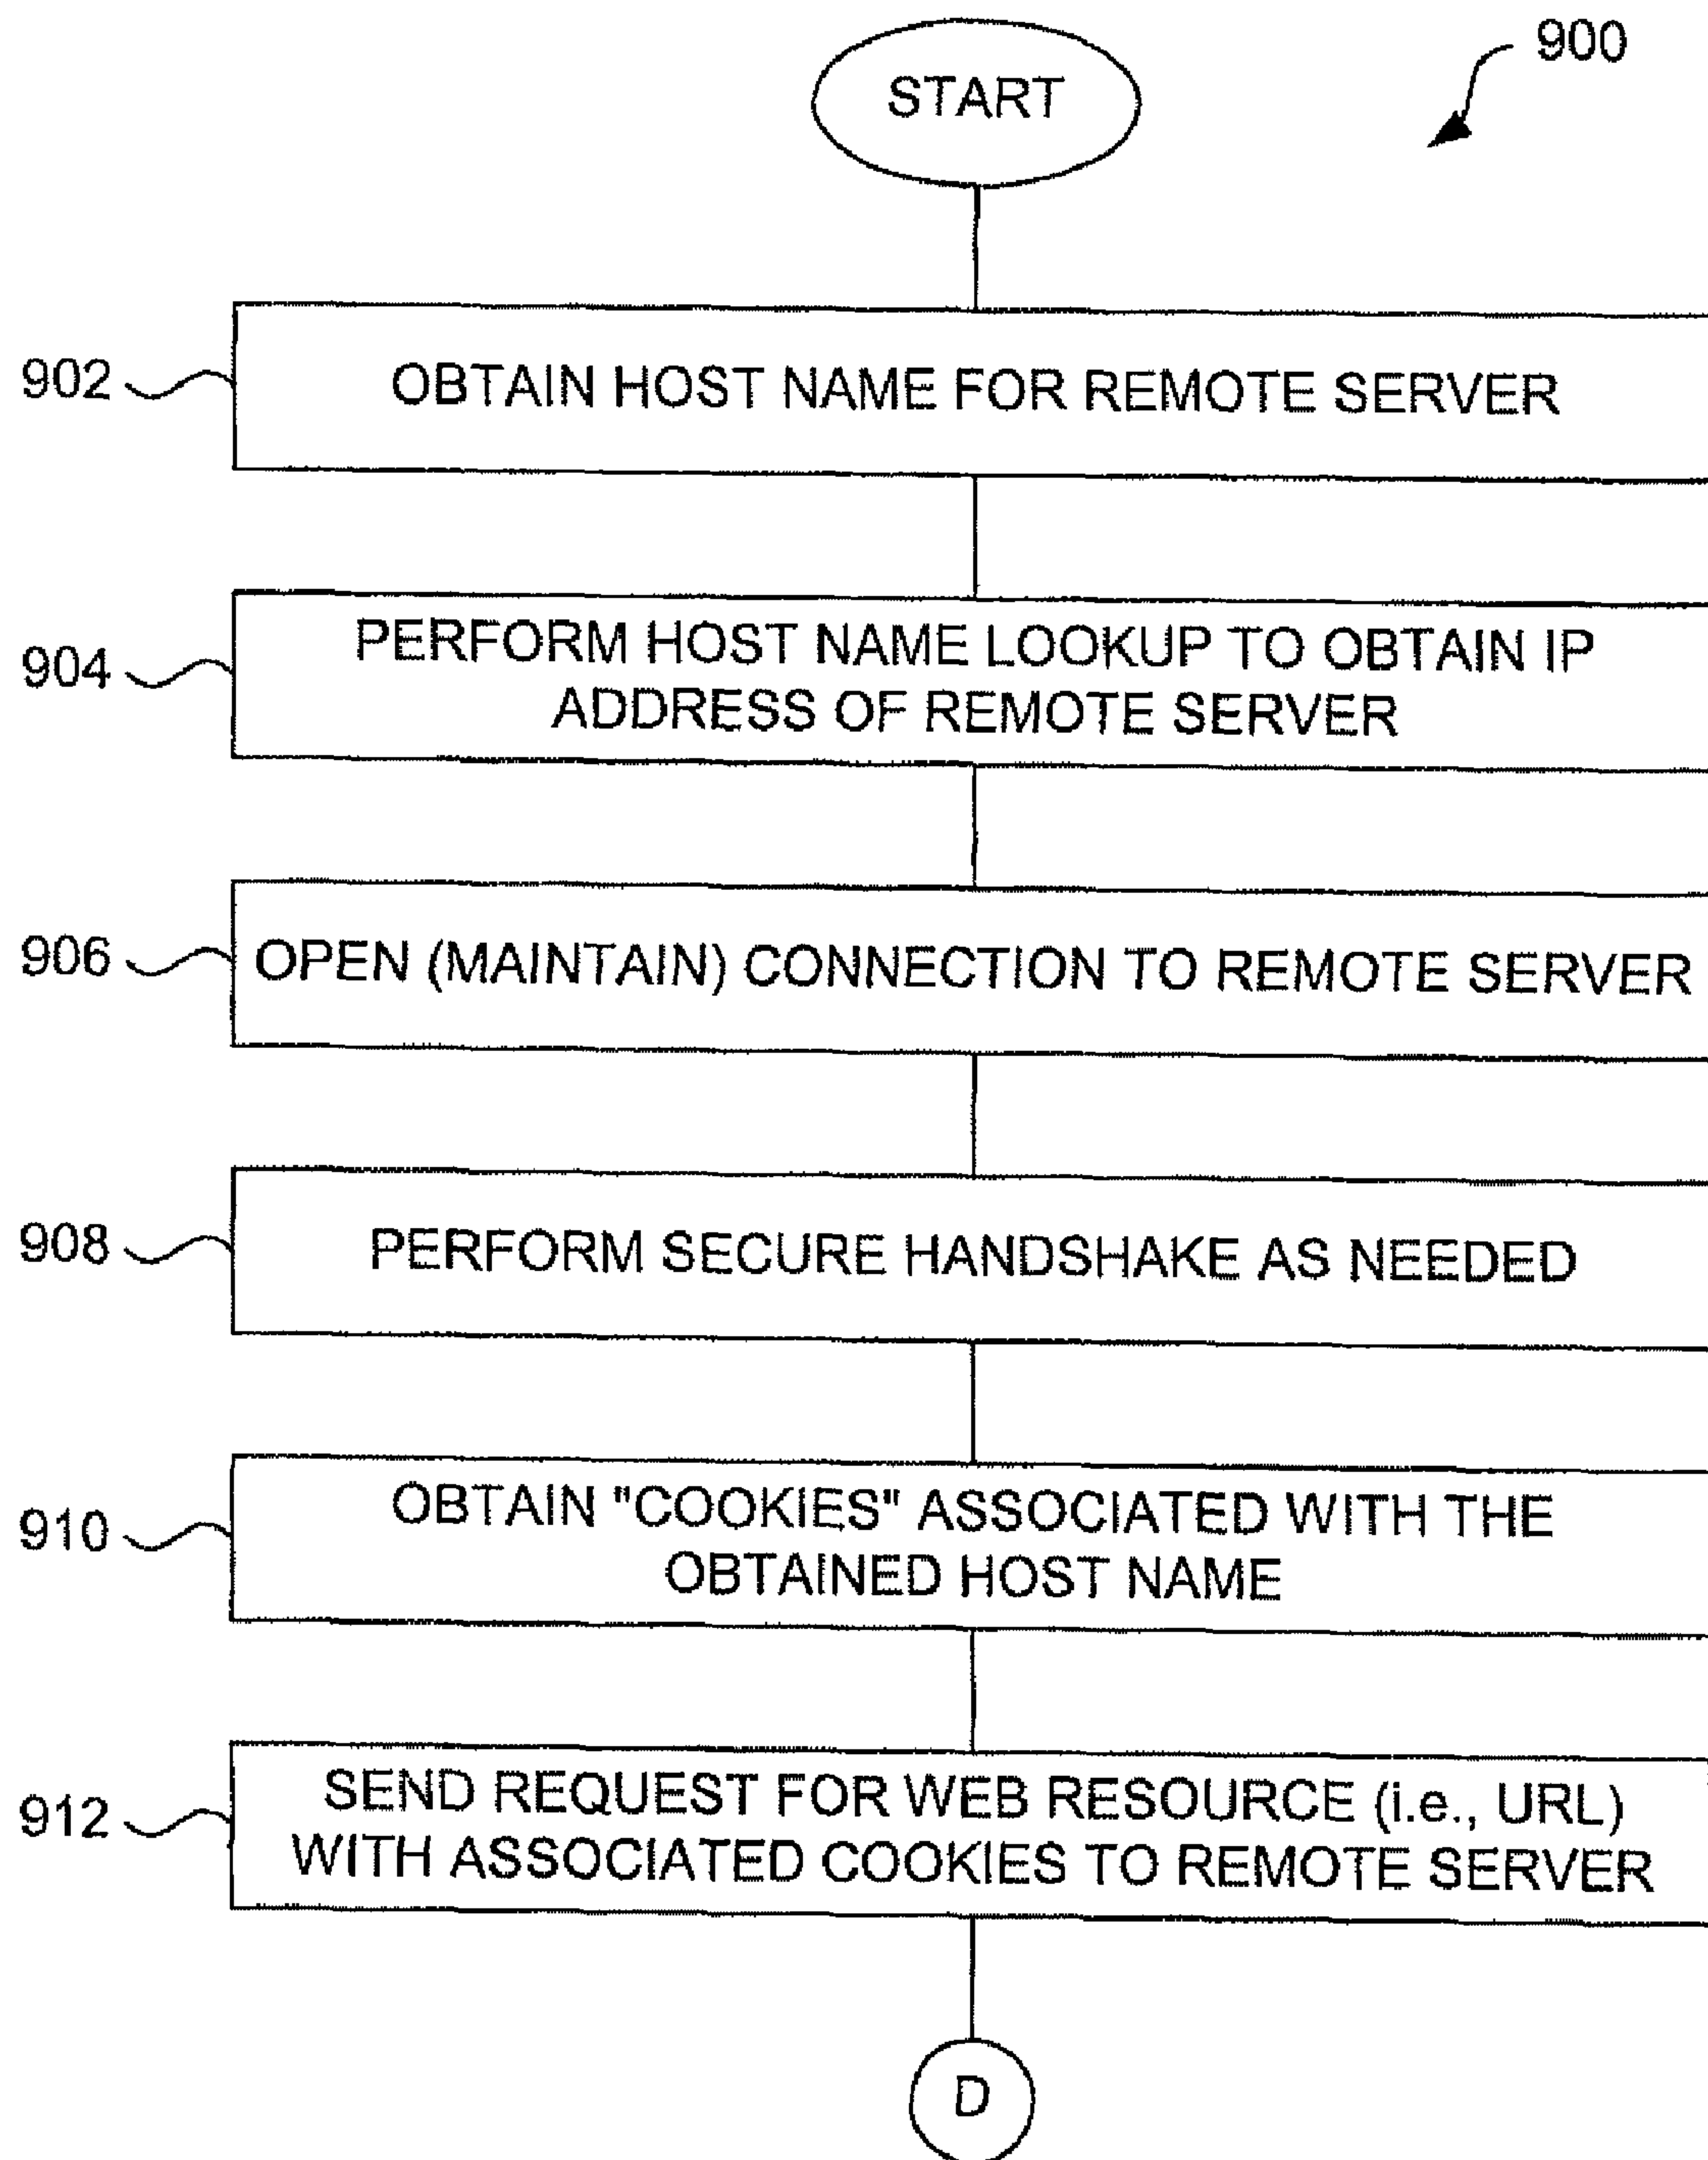 900
START
902
OBTAIN HOST NAME FOR REMOTE SERVER
904
PERFORM HOST NAME LOOKUP TO OBTAIN IP
ADDRESS OF REMOTE SERVER
906
OPEN (MAINTAIN) CONNECTION TO REMOTE SERVER
908
PERFORM SECURE HANDSHAKE AS NEEDED
910
OBTAIN "COOKIES" ASSOCIATED WITH THE
OBTAINED HOST NAME
912
SEND REQUEST FOR WEB RESOURCE (i.e., URL)
WITH ASSOCIATED COOKIES TO REMOTE SERVER
D